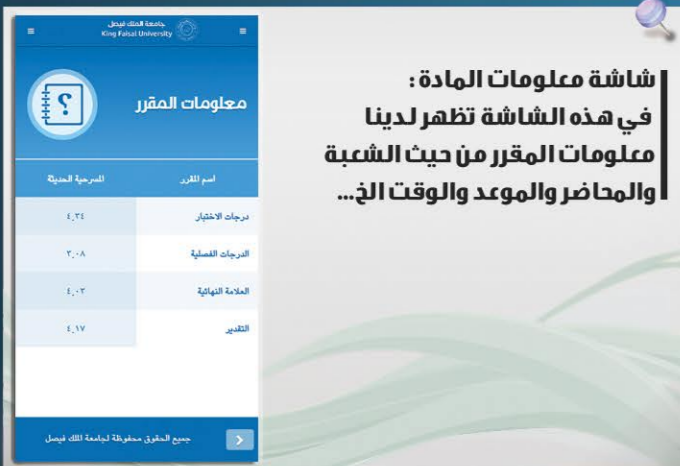 جامعة الملك فيصل
King Faisal University
معلومات المقرر
اسم المقرر المسرحية الحديثة
درجات الاختبار ٤,٣٤
الدرجات الفصلية ٣,٠٨
العلامة النهائية ٤,٠٣
التقدير ٤,١٧
جميع الحقوق محفوظة لجامعة الملك فيصل
شاشة معلومات المادة :
في هذه الشاشة تظهر لدينا
معلومات المقرر من حيث الشعبة
والمحاضر والموعد والوقت الخ...